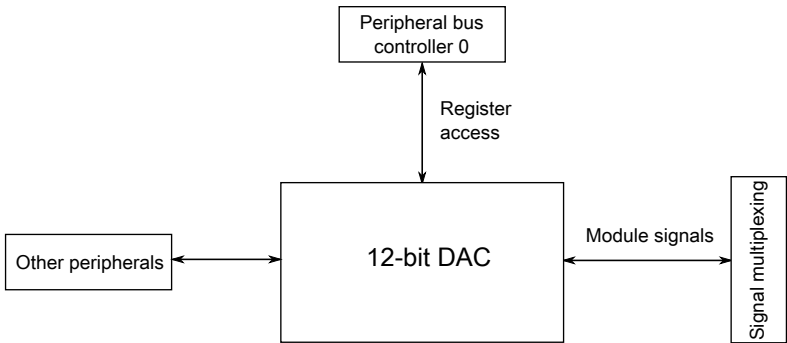 Peripheral bus
controller 0
Register
access
Other peripherals
12-bit DAC
Module signals
Signal multiplexing